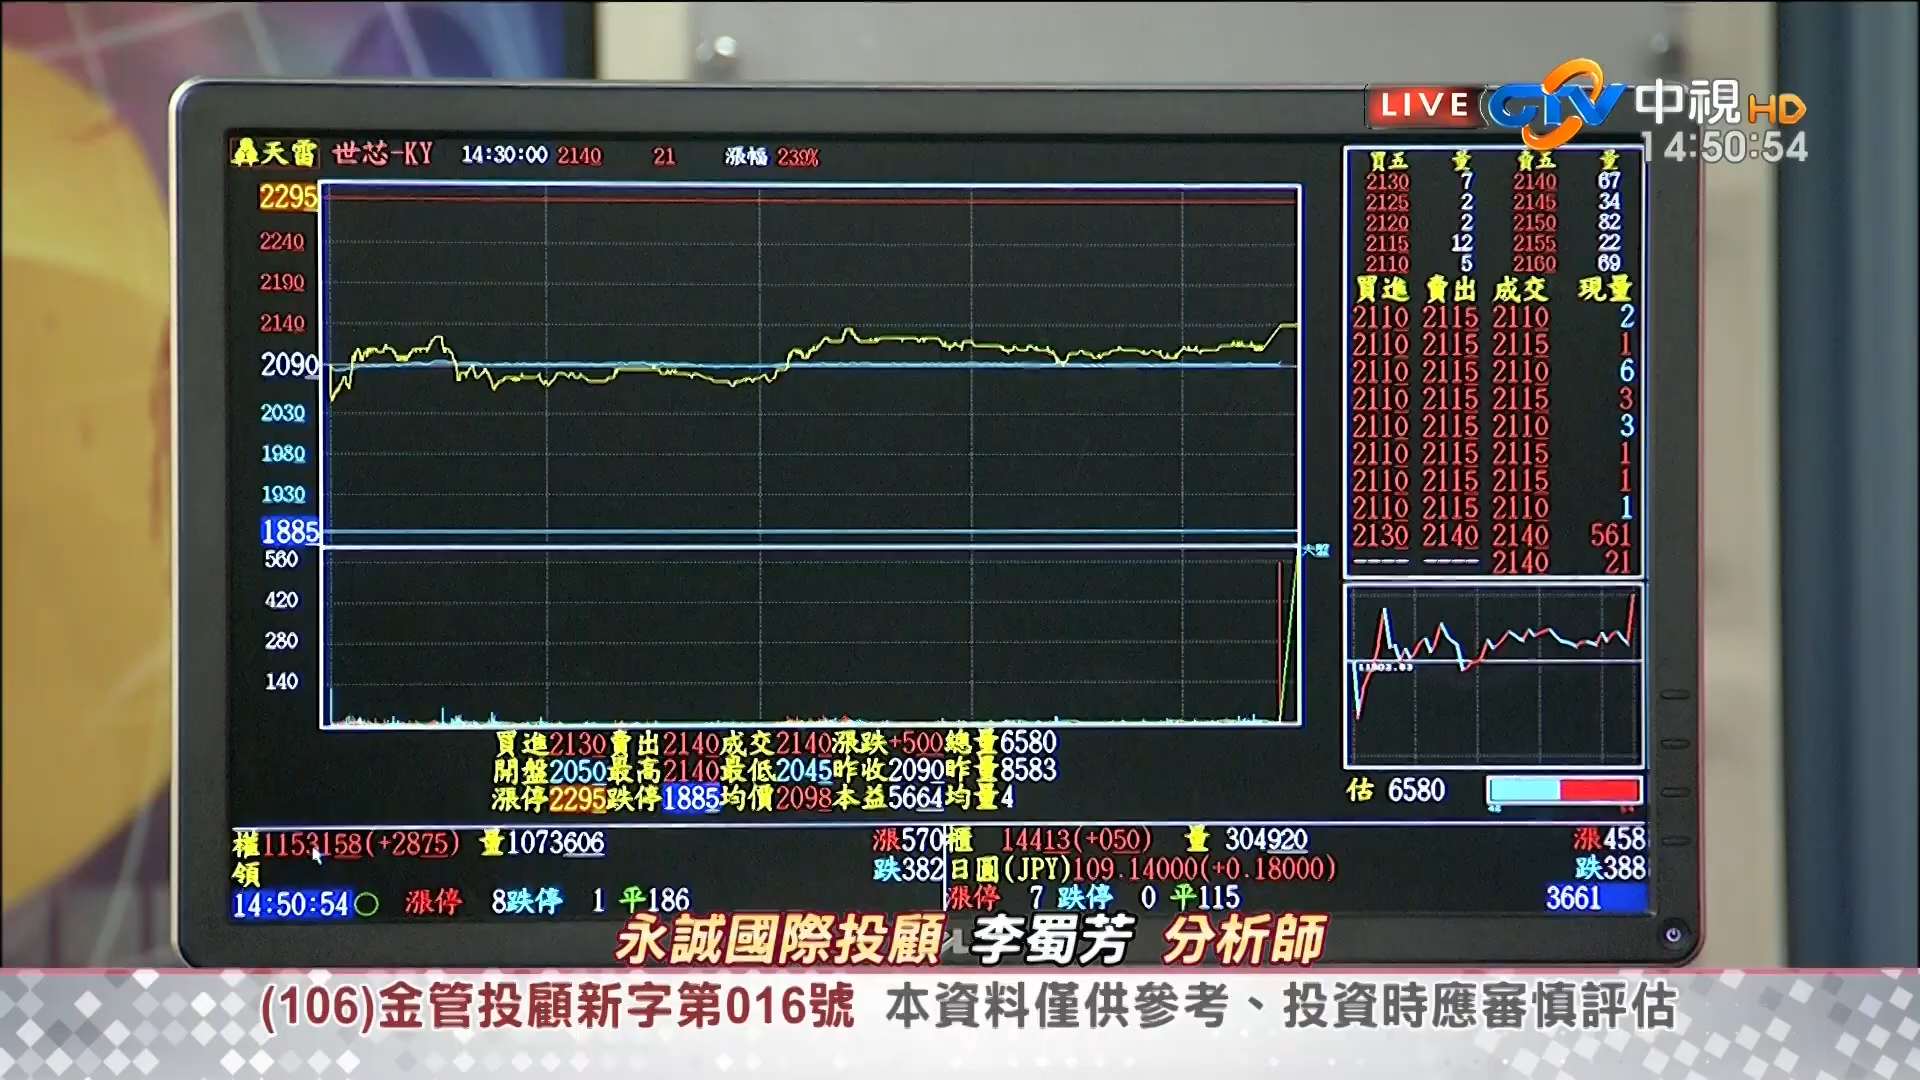 LIVE CTV 中視 HD
14:50:54
轟天雷 世芯-KY 14:30:00 2140 21 漲幅 239%
買五 量 賣五 量
2130 7 2140 67
2125 2 2145 34
2120 2 2150 82
2115 12 2155 22
2110 5 2160 69
買進 賣出 成交 現量
2110 2115 2110 2
2110 2115 2110 1
2110 2115 2110 6
2110 2115 2110 3
2110 2115 2110 3
2110 2115 2110 1
2110 2115 2110 1
2110 2115 2110 1
2130 2140 2140 561
---- ---- 2140 21
2295
2240
2190
2140
2090
2030
1980
1930
1885
560
420
280
140
大盤
估 6580
買進2130賣出2140成交2140漲跌+500總量6580
開盤2050最高2140最低2045昨收2090昨量8583
漲停2295跌停1885均價2098本益5664均量4
權1153158(+2875) 量1073606 漲570
領 跌382
14:50:54 漲停 8跌停 1 平186
櫃 14413(+050) 量 304920 漲458
日圓(JPY)109.14000(+0.18000) 跌388
漲停 7 跌停 0 平115 3661
永誠國際投顧 李蜀芳 分析師
(106)金管投顧新字第016號 本資料僅供參考、投資時應審慎評估